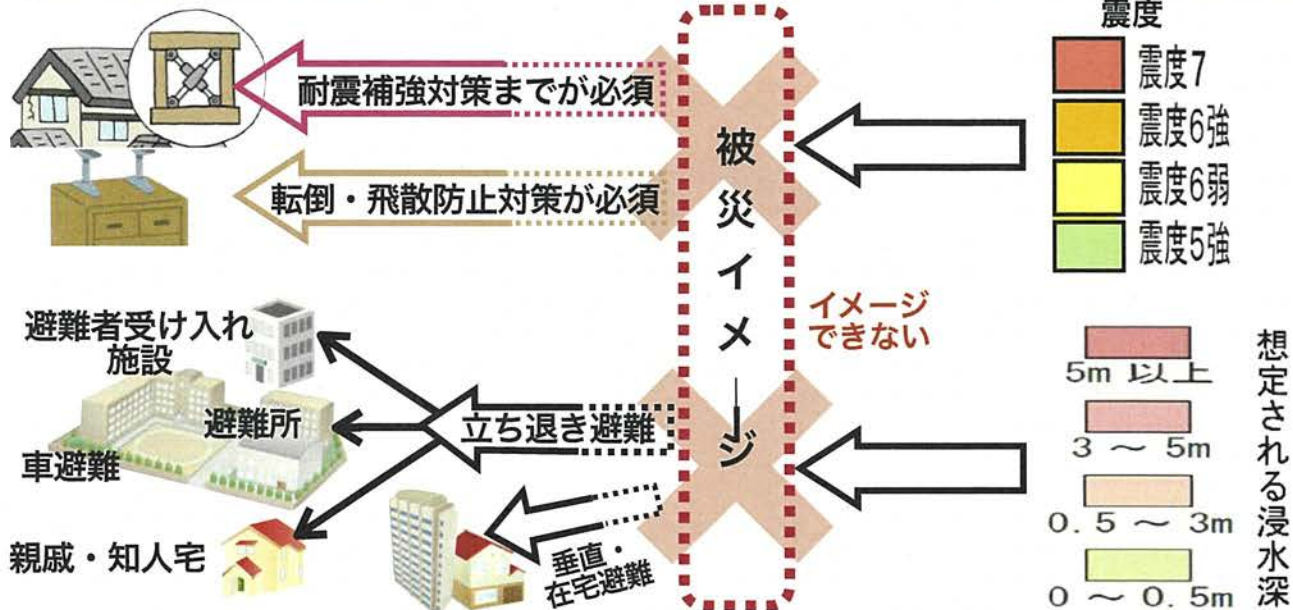 震度
震度7
震度6強
震度6弱
震度5強
耐震補強対策までが必須
転倒・飛散防止対策が必須
被災イメージ
イメージ
できない
避難者受け入れ
施設
避難所
車避難
親戚・知人宅
立ち退き避難
垂直・
在宅避難
5m 以上
3 ～ 5m
0.5 ～ 3m
0 ～ 0.5m
想定される浸水深